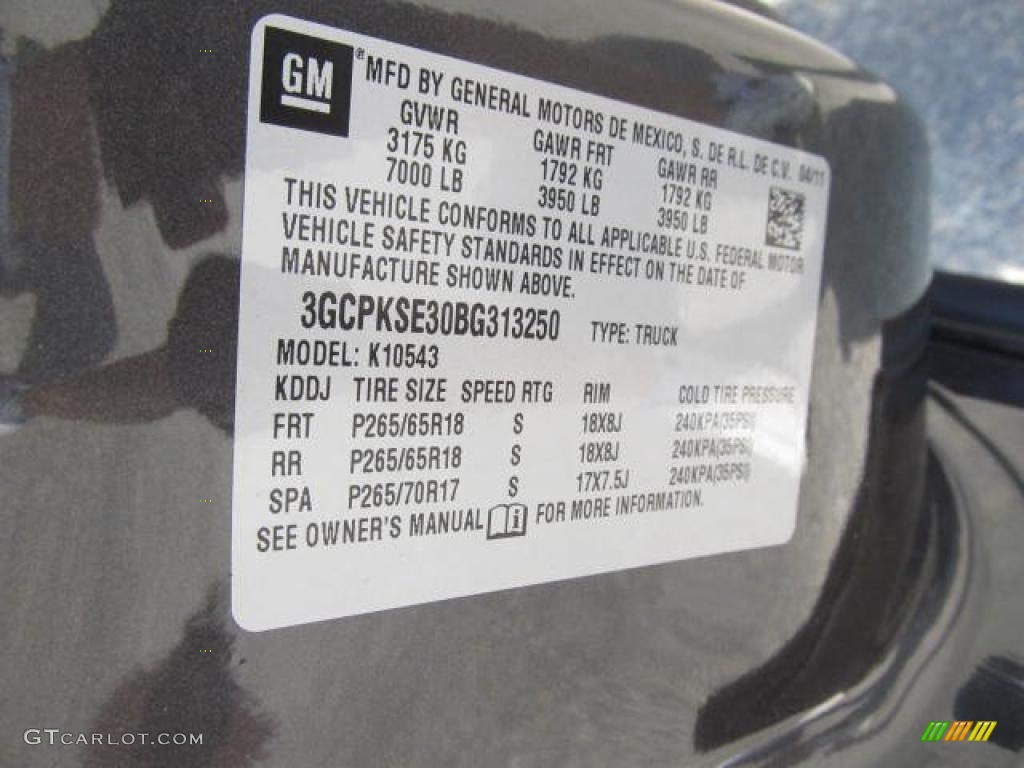 GM® MFD BY GENERAL MOTORS DE MEXICO, S. DE R.L. DE C.V. 04/11
GVWR GAWR FRT GAWR RR
3175 KG 1792 KG 1792 KG
7000 LB 3950 LB 3950 LB
THIS VEHICLE CONFORMS TO ALL APPLICABLE U.S. FEDERAL MOTOR
VEHICLE SAFETY STANDARDS IN EFFECT ON THE DATE OF
MANUFACTURE SHOWN ABOVE.
3GCPKSE30BG313250 TYPE: TRUCK
MODEL: K10543
KDDJ TIRE SIZE SPEED RTG RIM COLD TIRE PRESSURE
FRT P265/65R18 S 18X8J 240KPA(35PSI)
RR P265/65R18 S 18X8J 240KPA(35PSI)
SPA P265/70R17 S 17X7.5J 240KPA(35PSI)
SEE OWNER'S MANUAL i FOR MORE INFORMATION.
GTCARLOT.COM